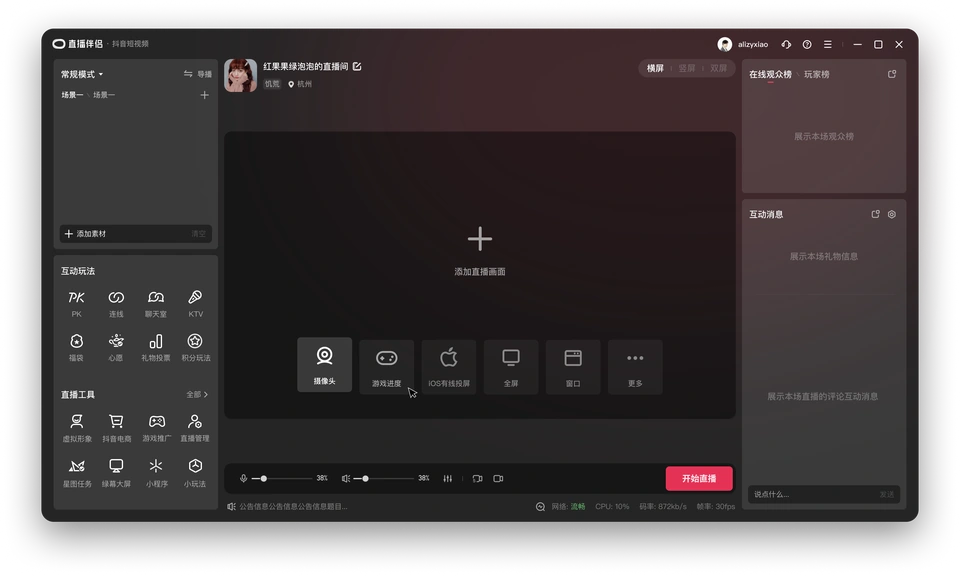 直播伴侣 · 抖音短视频
alizyxiao
常规模式
导播
场景一
场景一
添加素材
清空
互动玩法
PK
PK
连线
聊天室
KTV
福袋
心愿
礼物投票
积分玩法
直播工具
全部
虚拟形象
抖音电商
游戏推广
直播管理
星图任务
绿幕大屏
小程序
小玩法
红果果绿泡泡的直播间
饥荒
杭州
横屏
竖屏
双屏
添加直播画面
摄像头
游戏进度
iOS有线投屏
全屏
窗口
更多
38%
38%
开始直播
公告信息公告信息公告信息题目...
网络: 流畅
CPU: 10%
码率: 872kb/s
帧率: 30fps
在线观众榜
玩家榜
展示本场观众榜
互动消息
展示本场礼物信息
展示本场直播的评论互动消息
说点什么...
发送